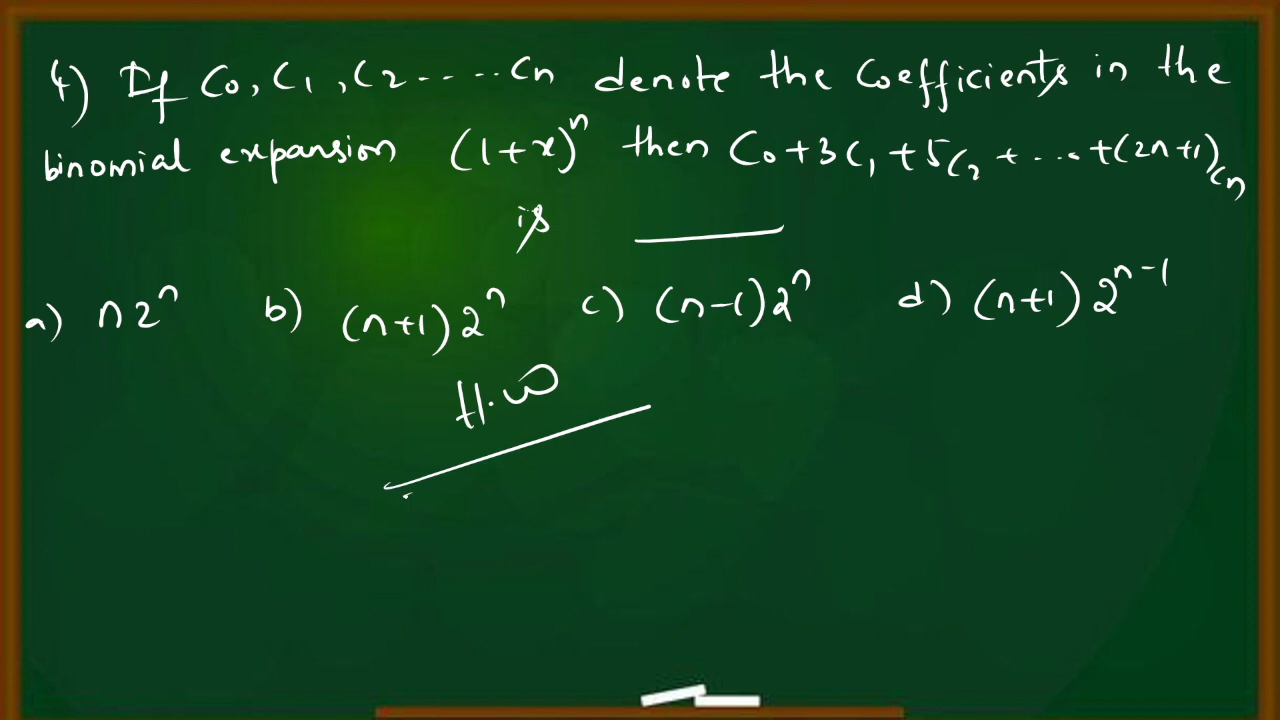 4) If C0, C1, C2 ..... Cn denote the coefficients in the
binomial expansion (1+x)^n then C0 + 3C1 + 5C2 + .... + (2n+1)Cn
is ______
a) n2^n b) (n+1)2^n c) (n-1)2^n d) (n+1)2^n-1
H.W